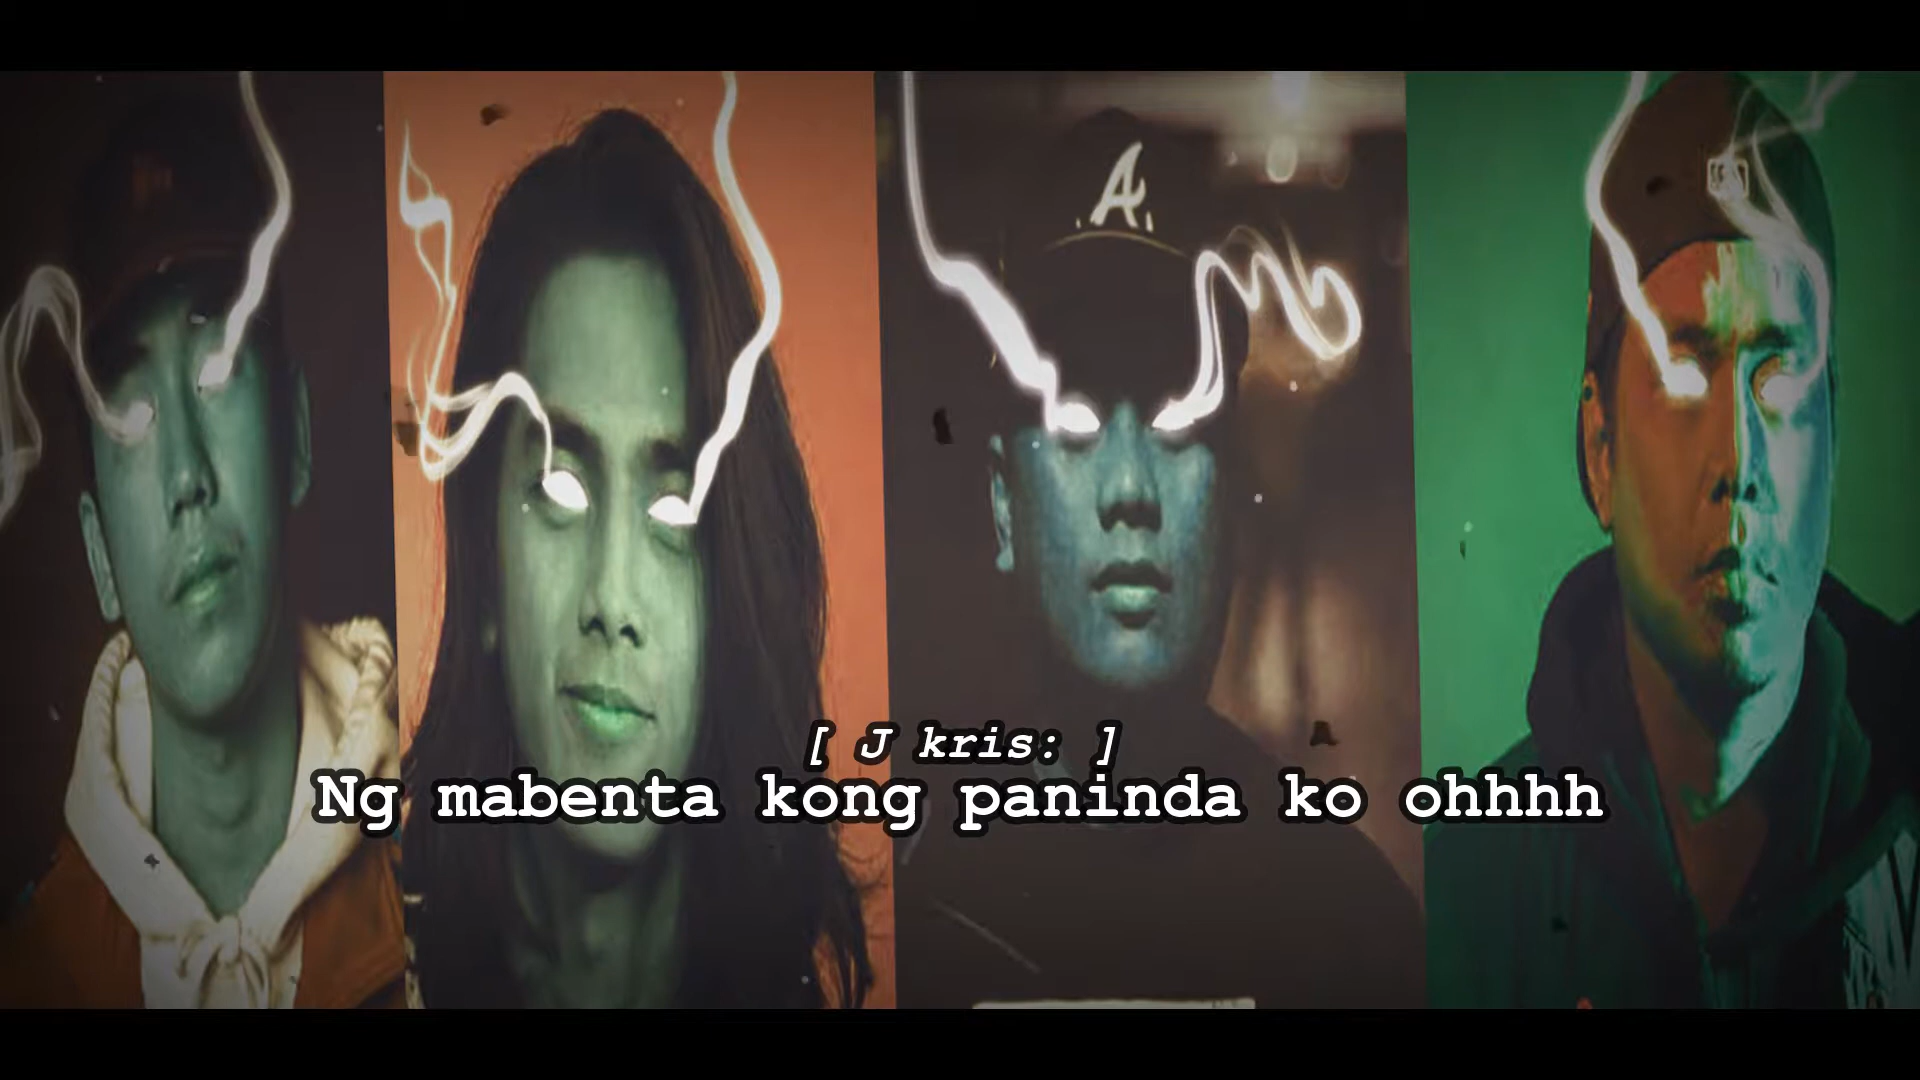 [ J kris: ]
Ng mabenta kong paninda ko ohhhh